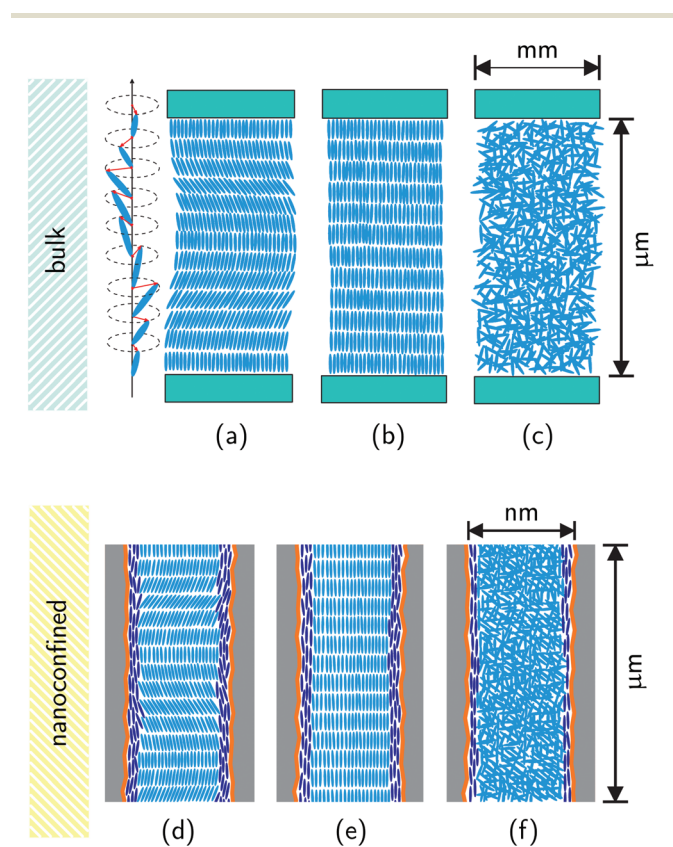 mm
bulk
μm
(a)
(b)
(c)
nm
nanoconfined
μm
(d)
(e)
(f)